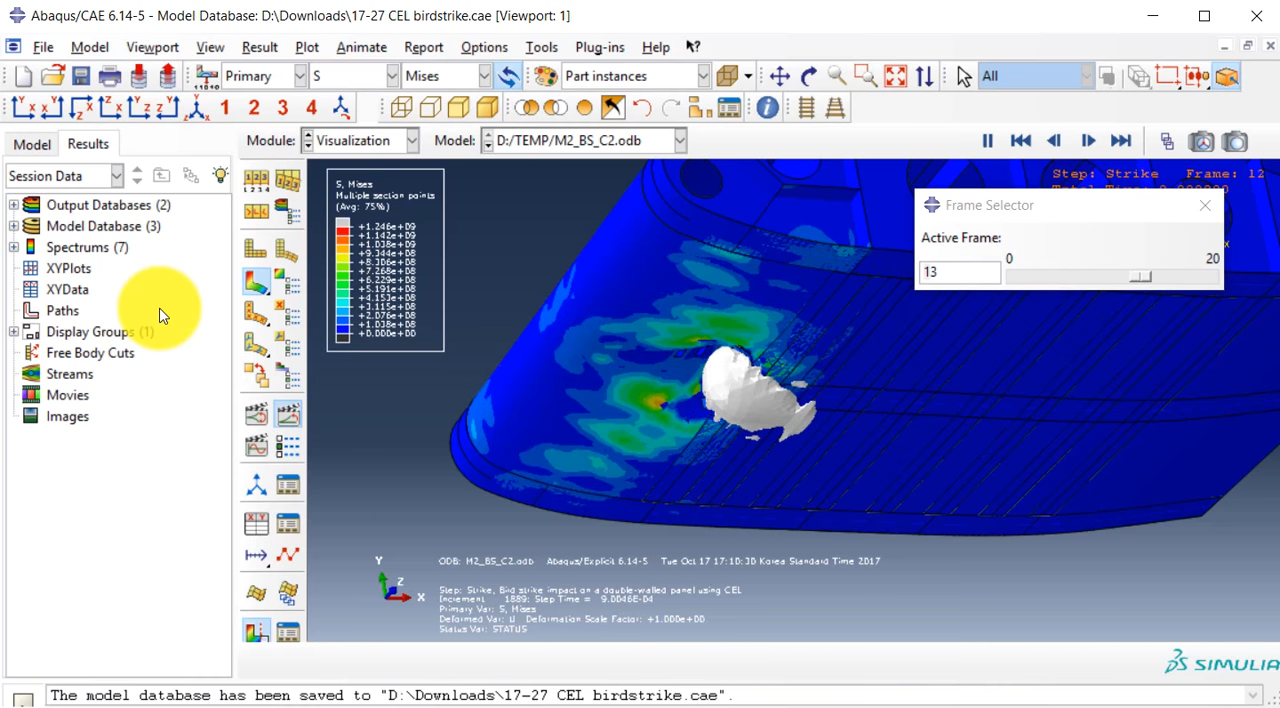 Abaqus/CAE 6.14-5 - Model Database: D:\Downloads\17-27 CEL birdstrike.cae [Viewport: 1]
File Model Viewport View Result Plot Animate Report Options Tools Plug-ins Help
Primary S Mises Part instances All
1 2 3 4
Model Results Module: Visualization Model: D:/TEMP/M2_BS_C2.odb
Session Data
Output Databases (2)
Model Database (3)
Spectrums (7)
XYPlots
XYData
Paths
Display Groups (1)
Free Body Cuts
Streams
Movies
Images
S, Mises
Multiple section points
(Avg: 75%)
+1.246e+09
+1.142e+09
+1.038e+09
+9.344e+08
+8.306e+08
+7.268e+08
+6.229e+08
+5.191e+08
+4.153e+08
+3.115e+08
+2.076e+08
+1.038e+08
+0.000e+00
Step: Strike Frame: 12
Frame Selector
Active Frame:
0
20
13
Y
Z
X
ODB: M2_BS_C2.odb Abaqus/Explicit 6.14-5 Tue Oct 17 17:10:30 Korea Standard Time 2017
Step: Strike, Bird strike impact on a double-walled panel using CEL
Increment 1889: Step Time = 9.0046E-04
Primary Var: S, Mises
Deformed Var: U Deformation Scale Factor: +1.000e+00
Status Var: STATUS
SIMULIA
The model database has been saved to "D:\Downloads\17-27 CEL birdstrike.cae".